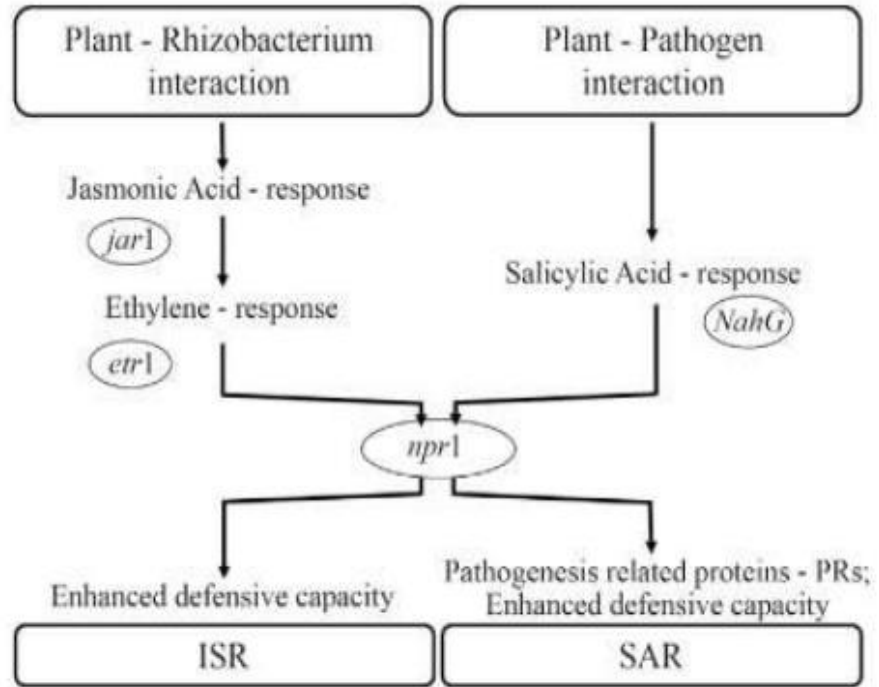 Plant - Rhizobacterium
interaction
Plant - Pathogen
interaction
Jasmonic Acid - response
jar1
Ethylene - response
etr1
Salicylic Acid - response
NahG
npr1
Enhanced defensive capacity
ISR
Pathogenesis related proteins - PRs;
Enhanced defensive capacity
SAR